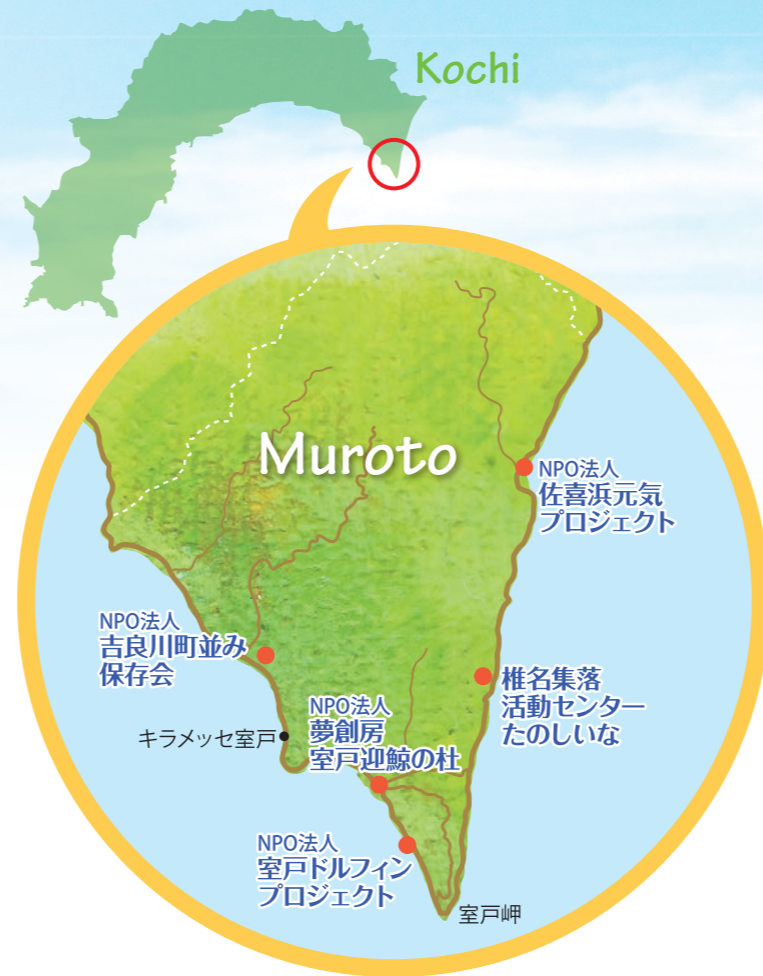 Kochi
Muroto
NPO法人
佐喜浜元気
プロジェクト
NPO法人
吉良川町並み
保存会
椎名集落
活動センター
たのしいな
NPO法人
夢創房
室戸迎鯨の杜
キラメッセ室戸
NPO法人
室戸ドルフィン
プロジェクト
室戸岬